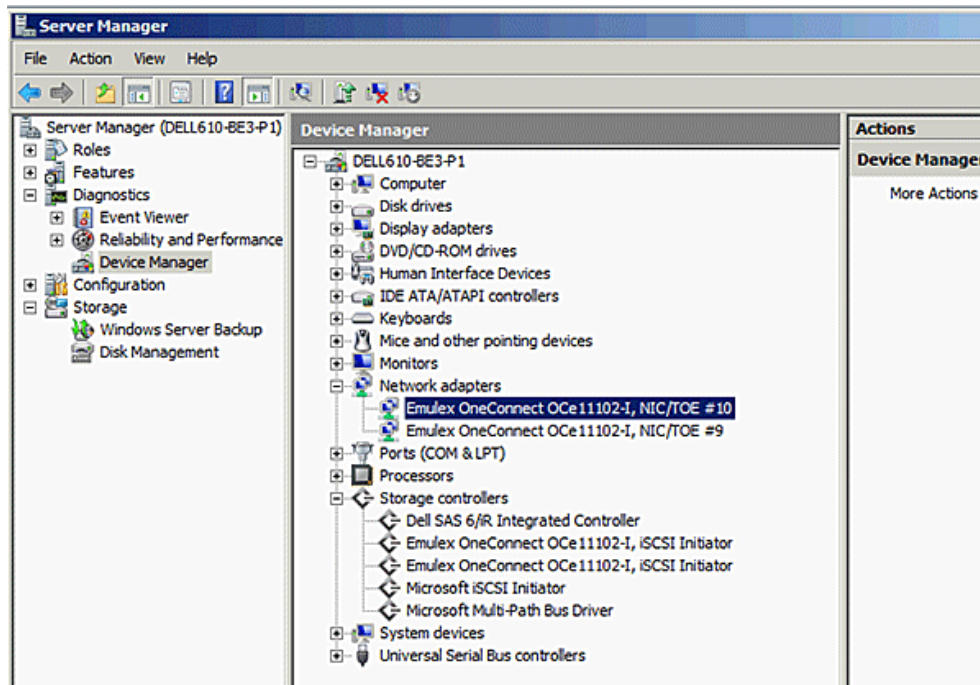 Server Manager
File Action View Help
Server Manager (DELL610-BE3-P1)
Roles
Features
Diagnostics
Event Viewer
Reliability and Performance
Device Manager
Configuration
Storage
Windows Server Backup
Disk Management
Device Manager
DELL610-BE3-P1
Computer
Disk drives
Display adapters
DVD/CD-ROM drives
Human Interface Devices
IDE ATA/ATAPI controllers
Keyboards
Mice and other pointing devices
Monitors
Network adapters
Emulex OneConnect OCe11102-I, NIC/TOE #10
Emulex OneConnect OCe11102-I, NIC/TOE #9
Ports (COM & LPT)
Processors
Storage controllers
Dell SAS 6/iR Integrated Controller
Emulex OneConnect OCe11102-I, iSCSI Initiator
Emulex OneConnect OCe11102-I, iSCSI Initiator
Microsoft iSCSI Initiator
Microsoft Multi-Path Bus Driver
System devices
Universal Serial Bus controllers
Actions
Device Manage
More Actions